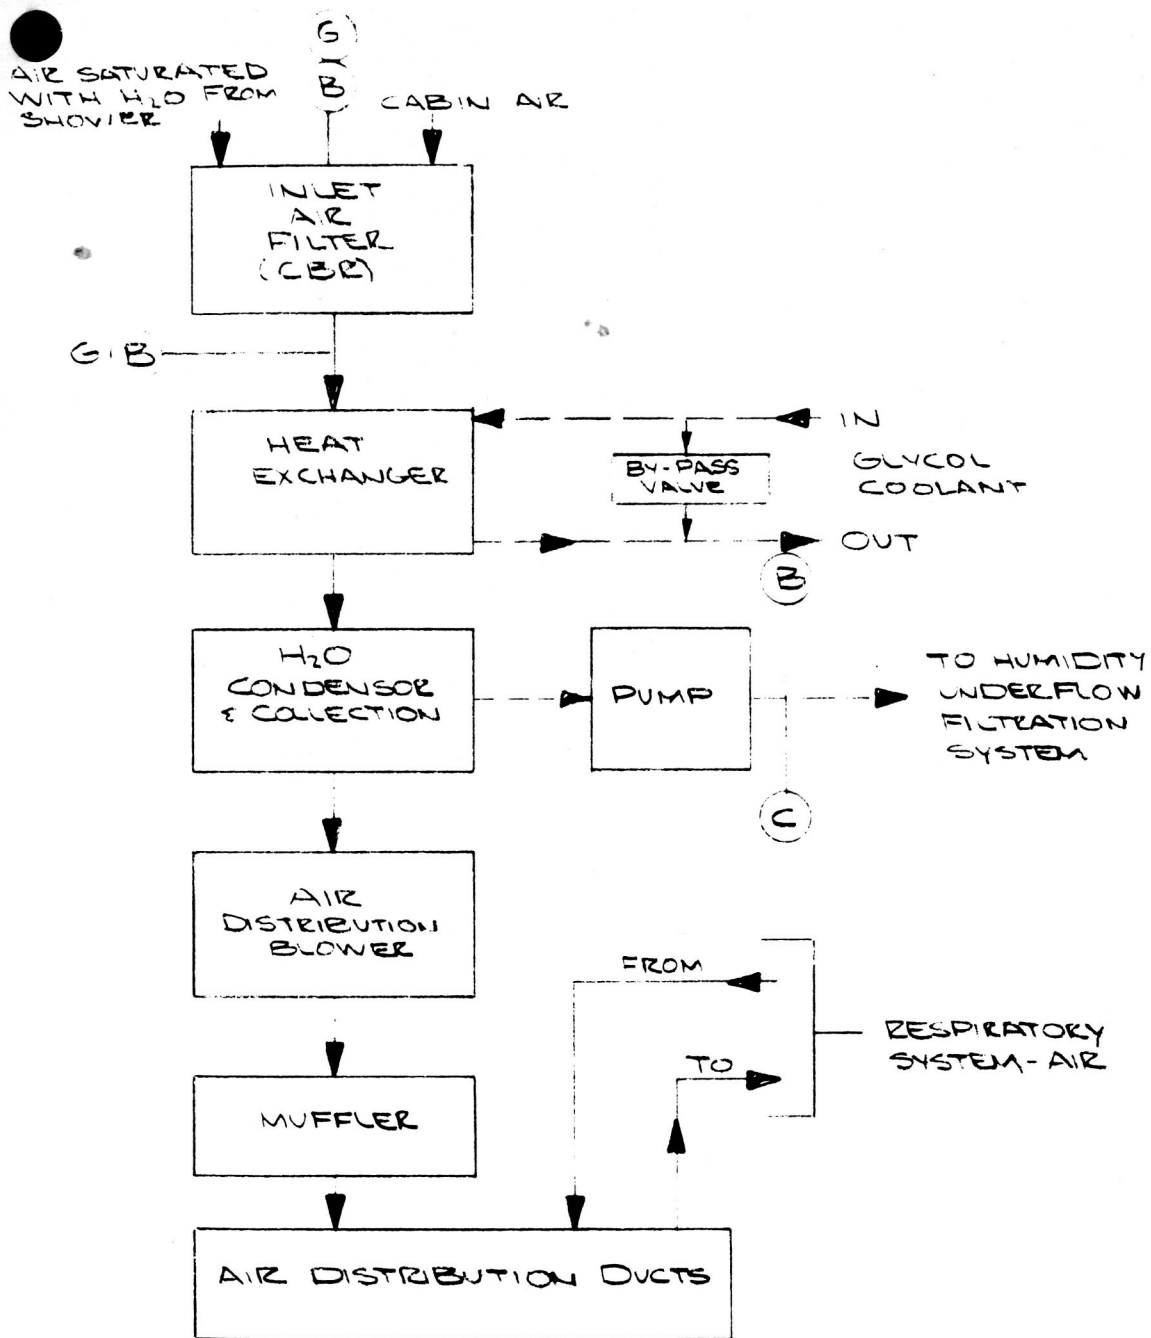 G
B
AIR SATURATED
WITH H₂O FROM
SHOWER
CABIN AIR
INLET
AIR
FILTER
(CBR)
G B
HEAT
EXCHANGER
IN
GLYCOL
COOLANT
BY-PASS
VALVE
OUT
B
H₂O
CONDENSOR
& COLLECTION
PUMP
TO HUMIDITY
UNDERFLOW
FILTRATION
SYSTEM
C
AIR
DISTRIBUTION
BLOWER
FROM
TO
RESPIRATORY
SYSTEM-AIR
MUFFLER
AIR DISTRIBUTION DUCTS